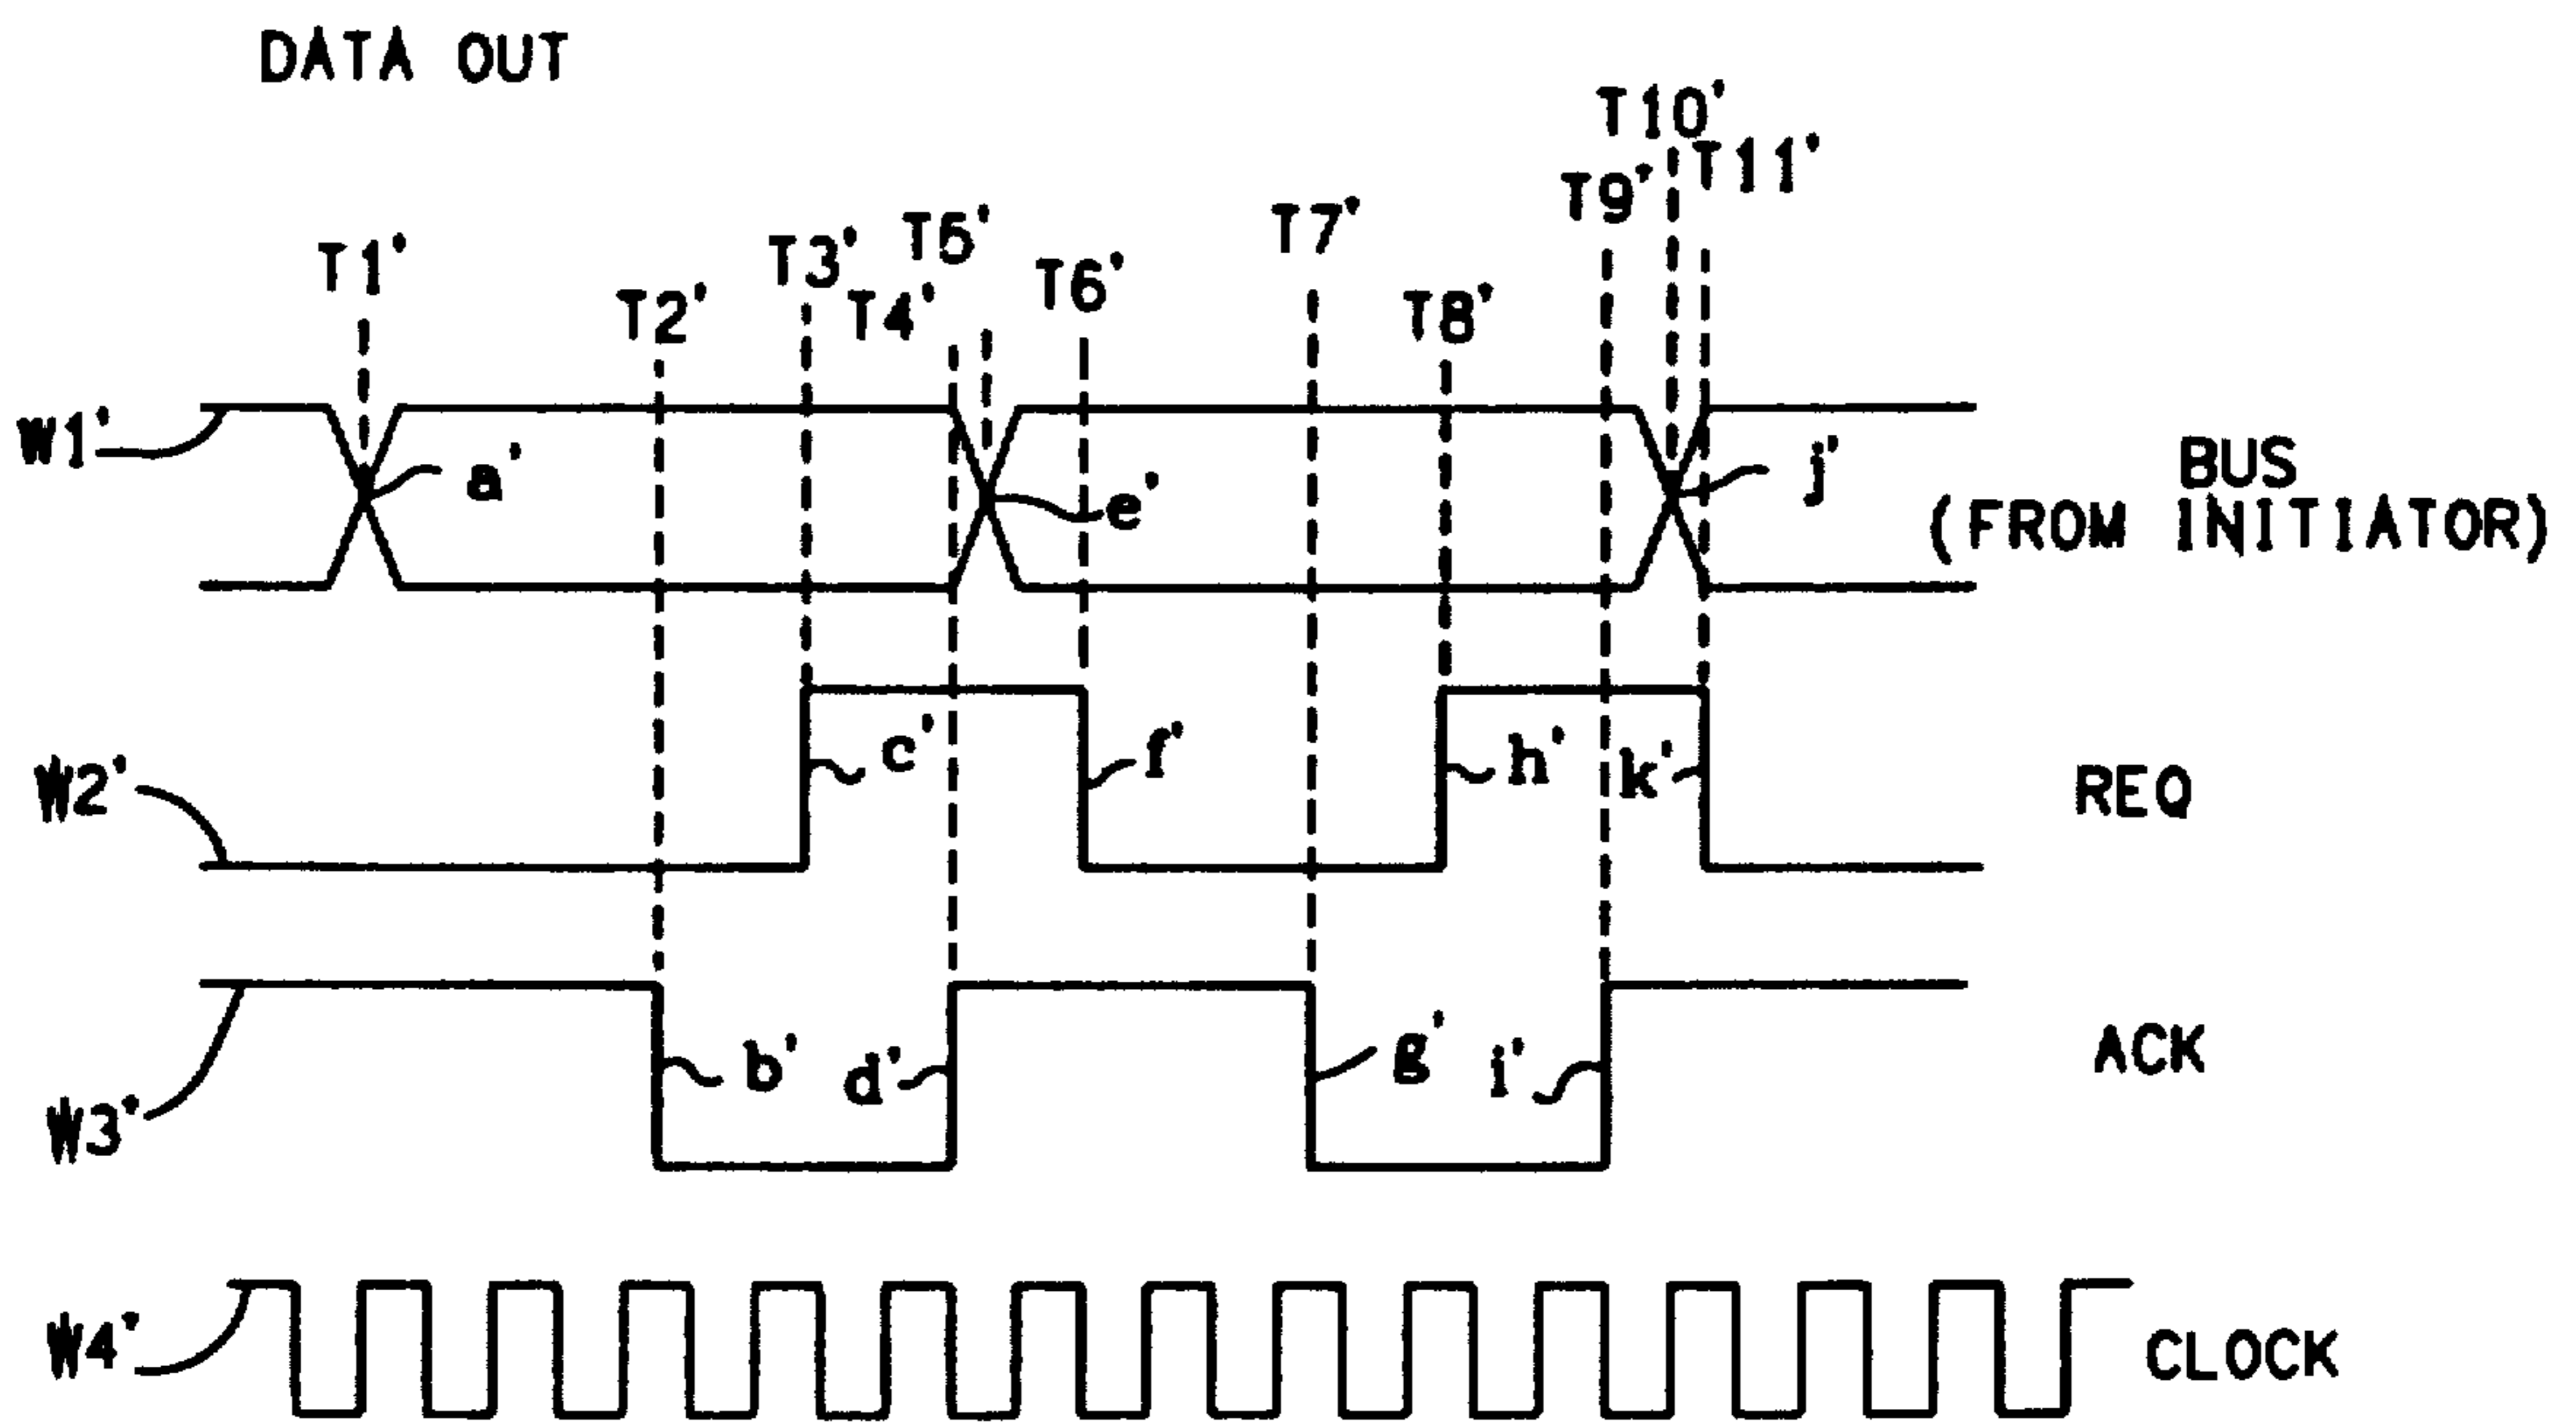 DATA OUT
T10'
T11'
T9'
T5'
T7'
T1'
T3'
T6'
T2'
T4'
T8'
W1'
a'
e'
j'
BUS
(FROM INITIATOR)
W2'
c'
f'
h'
k'
REQ
W3'
b'
d'
g'
i'
ACK
W4'
CLOCK